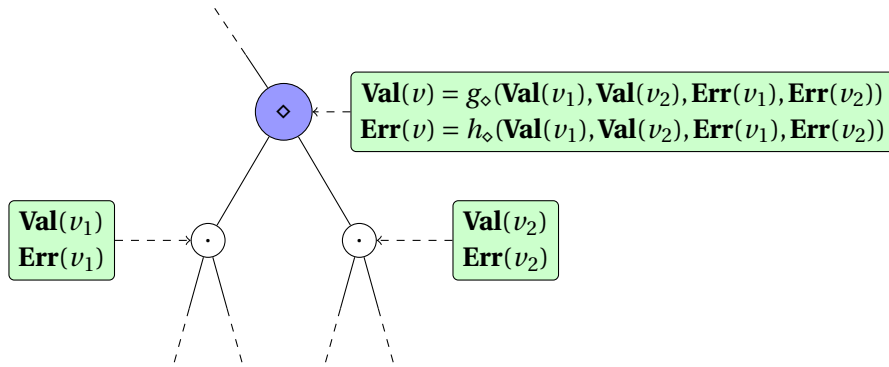 ⋄
Val(v) = g⋄(Val(v₁), Val(v₂), Err(v₁), Err(v₂))
Err(v) = h⋄(Val(v₁), Val(v₂), Err(v₁), Err(v₂))
Val(v₁)
Err(v₁)
·
·
Val(v₂)
Err(v₂)